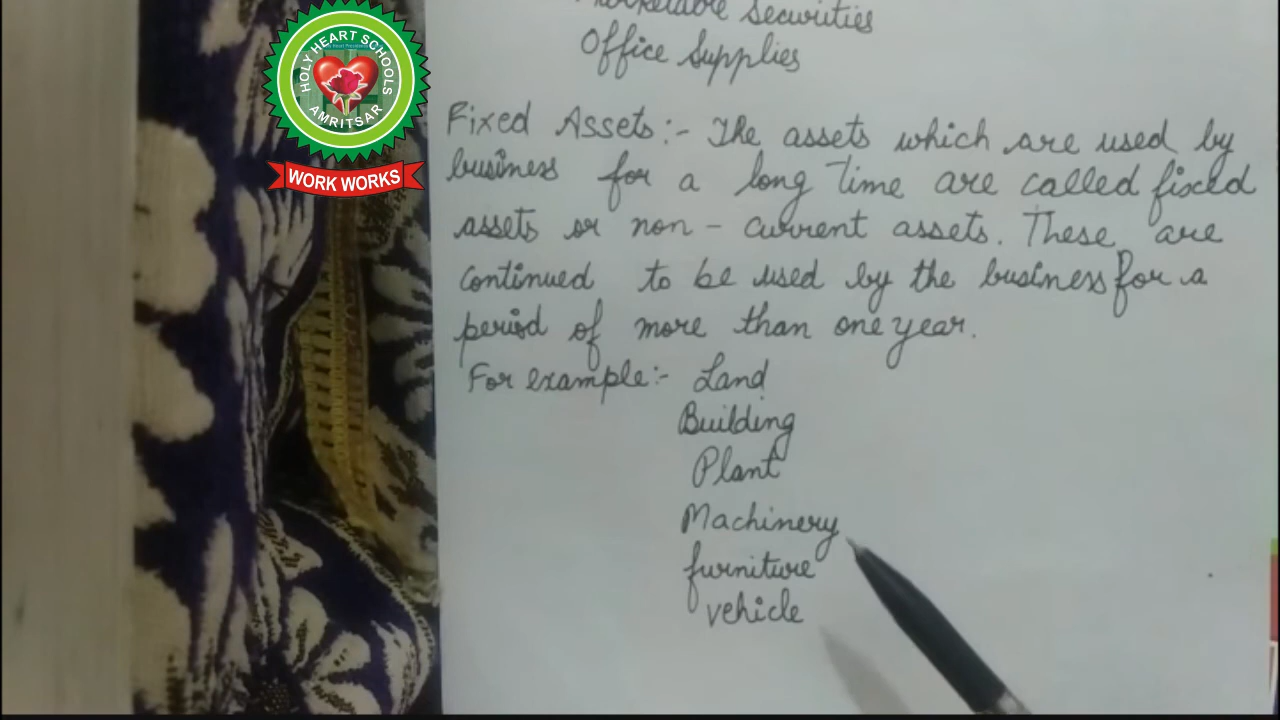 HOLY HEART SCHOOLS
AMRITSAR
WORK WORKS
Securities
Office Supplies
Fixed Assets:- The assets which are used by
business for a long time are called fixed
assets or non-current assets. These are
continued to be used by the business for a
period of more than one year.
For example:- Land
Building
Plant
Machinery
furniture
vehicle